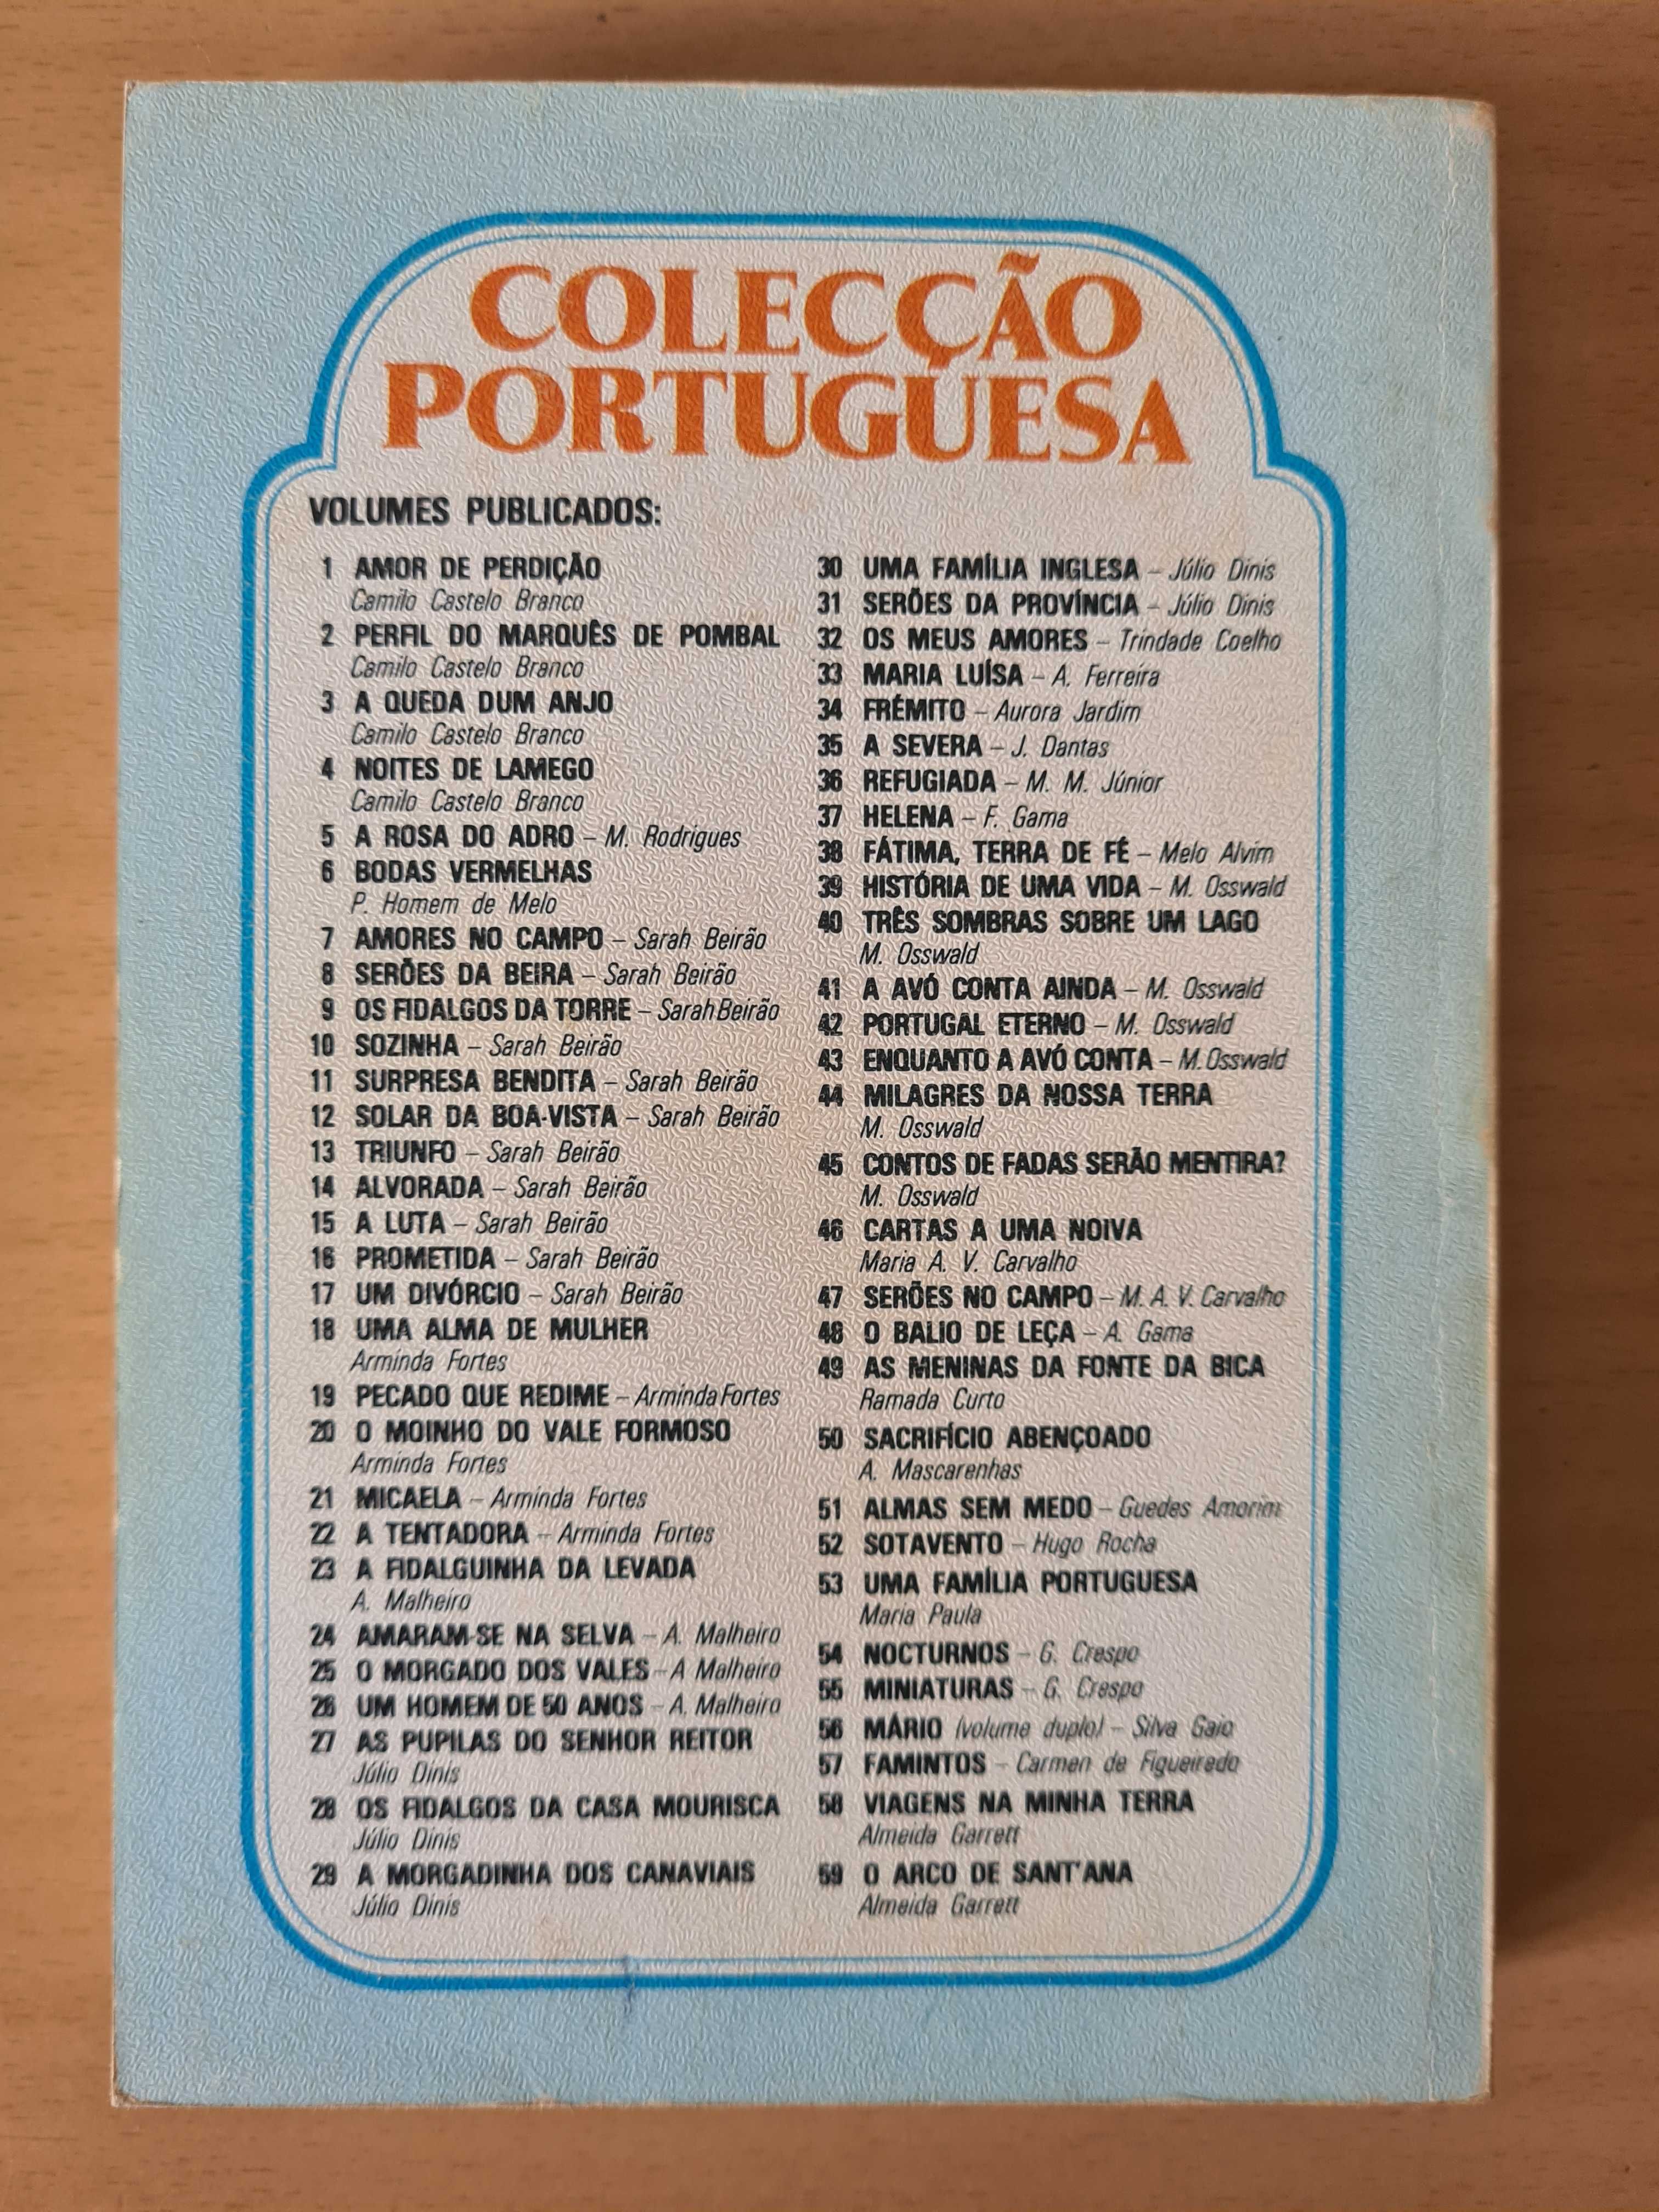 COLECÇÃO
PORTUGUESA
VOLUMES PUBLICADOS:
1 AMOR DE PERDIÇÃO
Camilo Castelo Branco
2 PERFIL DO MARQUÊS DE POMBAL
Camilo Castelo Branco
3 A QUEDA DUM ANJO
Camilo Castelo Branco
4 NOITES DE LAMEGO
Camilo Castelo Branco
5 A ROSA DO ADRO – M. Rodrigues
6 BODAS VERMELHAS
P. Homem de Melo
7 AMORES NO CAMPO – Sarah Beirão
8 SERÕES DA BEIRA – Sarah Beirão
9 OS FIDALGOS DA TORRE – Sarah Beirão
10 SOZINHA – Sarah Beirão
11 SURPRESA BENDITA – Sarah Beirão
12 SOLAR DA BOA-VISTA – Sarah Beirão
13 TRIUNFO – Sarah Beirão
14 ALVORADA – Sarah Beirão
15 A LUTA – Sarah Beirão
16 PROMETIDA – Sarah Beirão
17 UM DIVÓRCIO – Sarah Beirão
18 UMA ALMA DE MULHER
Arminda Fortes
19 PECADO QUE REDIME – Arminda Fortes
20 O MOINHO DO VALE FORMOSO
Arminda Fortes
21 MICAELA – Arminda Fortes
22 A TENTADORA – Arminda Fortes
23 A FIDALGUINHA DA LEVADA
A. Malheiro
24 AMARAM-SE NA SELVA – A. Malheiro
25 O MORGADO DOS VALES – A Malheiro
26 UM HOMEM DE 50 ANOS – A. Malheiro
27 AS PUPILAS DO SENHOR REITOR
Júlio Dinis
28 OS FIDALGOS DA CASA MOURISCA
Júlio Dinis
29 A MORGADINHA DOS CANAVIAIS
Júlio Dinis
30 UMA FAMÍLIA INGLESA – Júlio Dinis
31 SERÕES DA PROVÍNCIA – Júlio Dinis
32 OS MEUS AMORES – Trindade Coelho
33 MARIA LUÍSA – A. Ferreira
34 FRÉMITO – Aurora Jardim
35 A SEVERA – J. Dantas
36 REFUGIADA – M. M. Júnior
37 HELENA – F. Gama
38 FÁTIMA, TERRA DE FÉ – Melo Alvim
39 HISTÓRIA DE UMA VIDA – M. Osswald
40 TRÊS SOMBRAS SOBRE UM LAGO
M. Osswald
41 A AVÓ CONTA AINDA – M. Osswald
42 PORTUGAL ETERNO – M. Osswald
43 ENQUANTO A AVÓ CONTA – M. Osswald
44 MILAGRES DA NOSSA TERRA
M. Osswald
45 CONTOS DE FADAS SERÃO MENTIRA?
M. Osswald
46 CARTAS A UMA NOIVA
Maria A. V. Carvalho
47 SERÕES NO CAMPO – M. A. V. Carvalho
48 O BALIO DE LEÇA – A. Gama
49 AS MENINAS DA FONTE DA BICA
Ramada Curto
50 SACRIFÍCIO ABENÇOADO
A. Mascarenhas
51 ALMAS SEM MEDO – Guedes Amorim
52 SOTAVENTO – Hugo Rocha
53 UMA FAMÍLIA PORTUGUESA
Maria Paula
54 NOCTURNOS – G. Crespo
55 MINIATURAS – G. Crespo
56 MÁRIO (volume duplo) – Silva Gaio
57 FAMINTOS – Carmen de Figueiredo
58 VIAGENS NA MINHA TERRA
Almeida Garrett
59 O ARCO DE SANT'ANA
Almeida Garrett